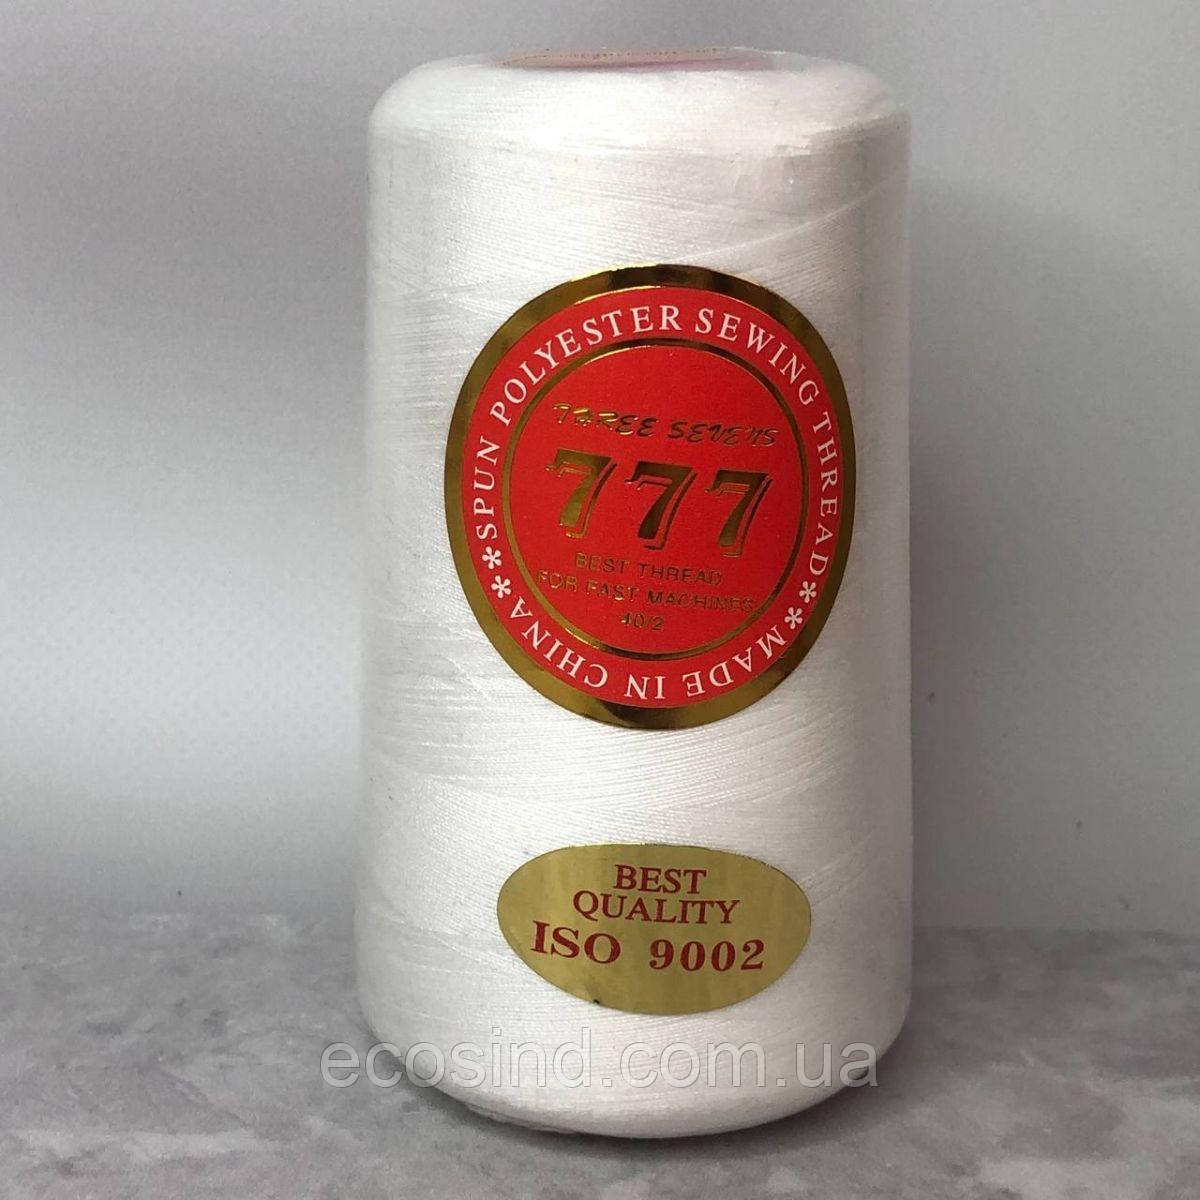 SPUN POLYESTER SEWING THREAD
THREE SEVENS
777
BEST THREAD
FOR FAST MACHINES
40/2
** MADE IN CHINA **
BEST
QUALITY
ISO 9002
ecosind.com.ua